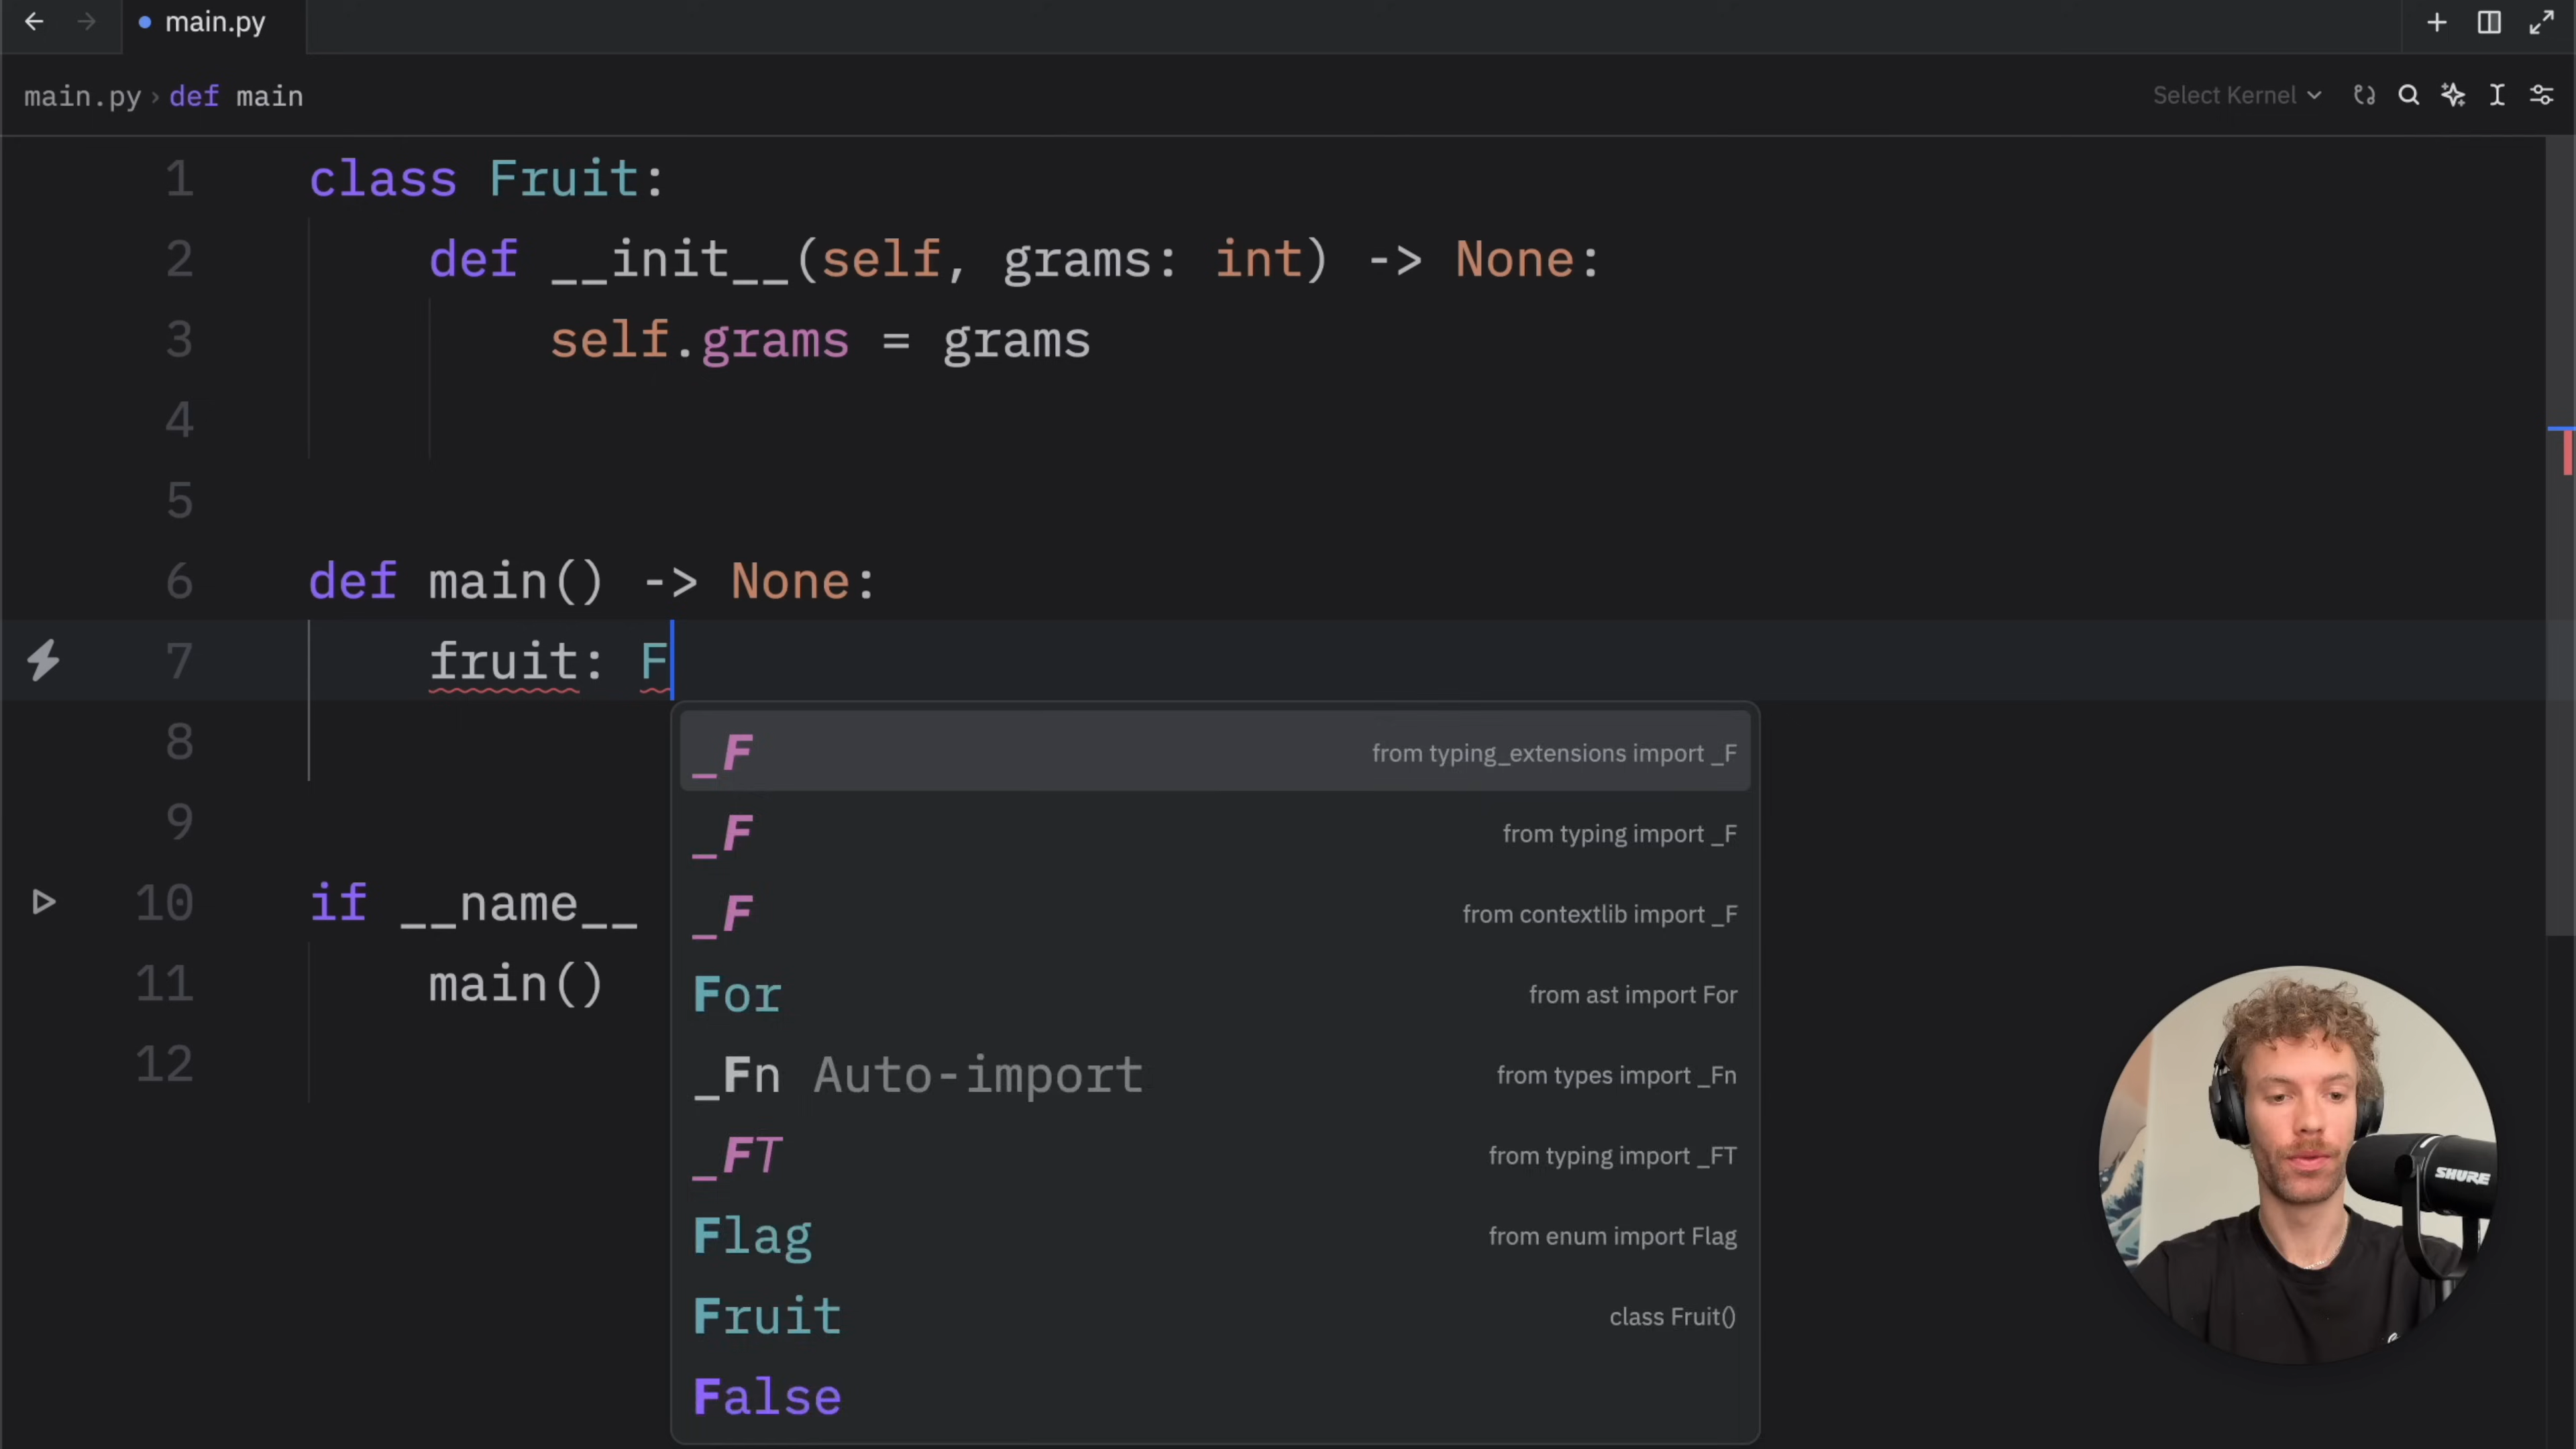 main.py
main.py › def main
Select Kernel
1 class Fruit:
2 def __init__(self, grams: int) -> None:
3 self.grams = grams
4
5
6 def main() -> None:
7 fruit: F
8
_F from typing_extensions import _F
9 _F from typing import _F
_F from contextlib import _F
10 if __name__
For from ast import For
11 main()
_Fn Auto-import from types import _Fn
12
_FT from typing import _FT
Flag from enum import Flag
Fruit class Fruit()
False
SHURE